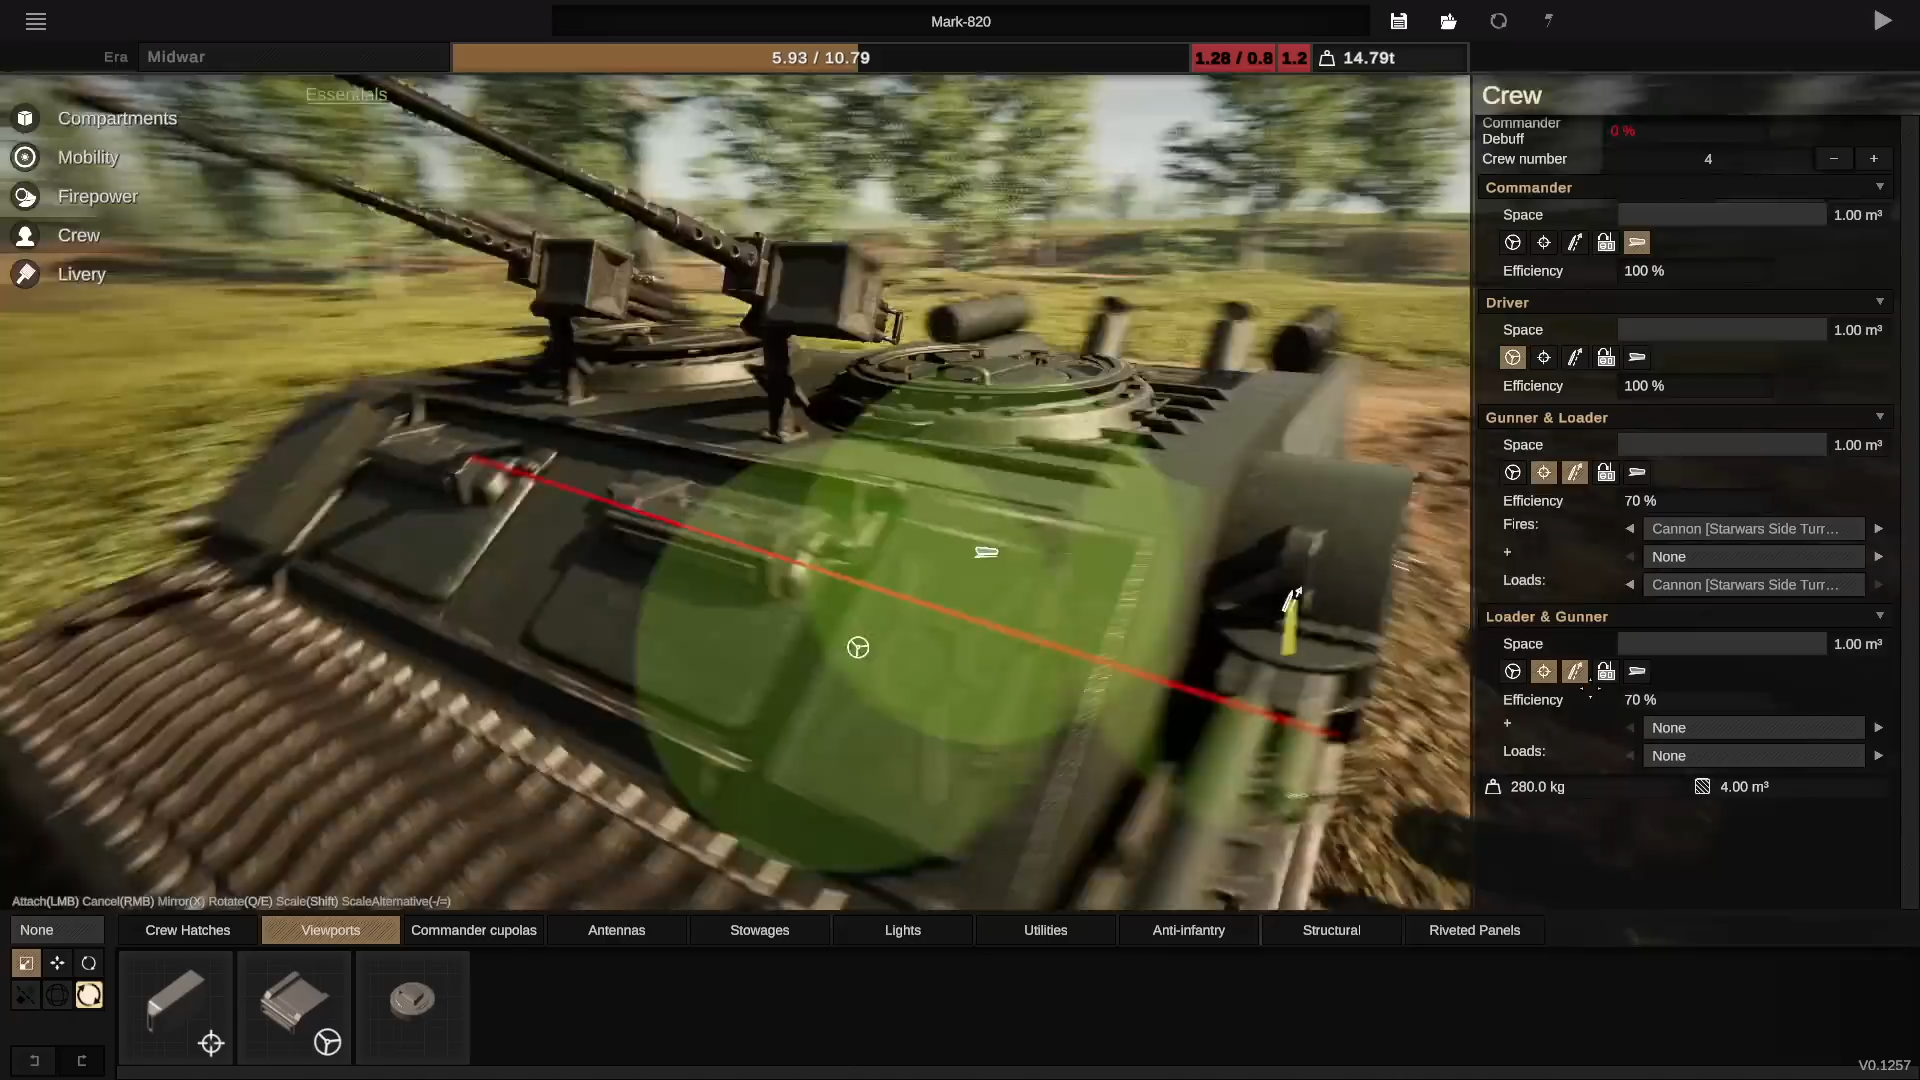 Mark-820
Era
Midwar
5.93 / 10.79
1.28 / 0.8
1.2
14.79t
Essentials
Compartments
Mobility
Firepower
Crew
Livery
Crew
Commander Debuff
0 %
Crew number
4
−
+
Commander
Space
1.00 m³
Efficiency
100 %
Driver
Space
1.00 m³
Efficiency
100 %
Gunner & Loader
Space
1.00 m³
Efficiency
70 %
Fires:
Cannon [Starwars Side Turr...
+
None
Loads:
Cannon [Starwars Side Turr...
Loader & Gunner
Space
1.00 m³
Efficiency
70 %
+
None
Loads:
None
280.0 kg
4.00 m³
Attach(LMB) Cancel(RMB) Mirror(X) Rotate(Q/E) Scale(Shift) ScaleAlternative(-/=)
None
Crew Hatches
Viewports
Commander cupolas
Antennas
Stowages
Lights
Utilities
Anti-infantry
Structural
Riveted Panels
V0.1257